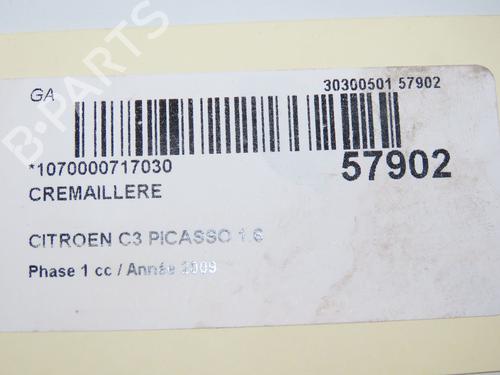 GA
30300501 57902
*1070000717030
57902
CREMAILLERE
CITROEN C3 PICASSO 1.6
Phase 1 cc / Année 2009
B-PARTS